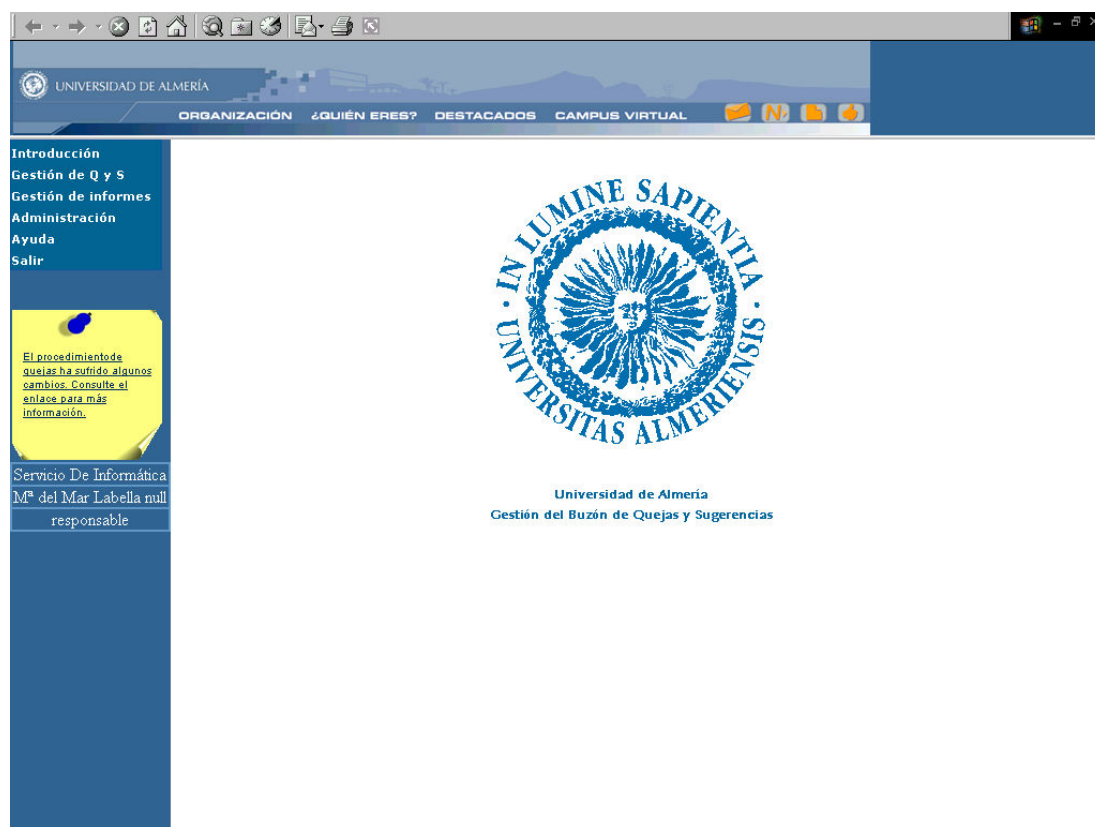 UNIVERSIDAD DE ALMERÍA
ORGANIZACIÓN ¿QUIÉN ERES? DESTACADOS CAMPUS VIRTUAL
Introducción
Gestión de Q y S
Gestión de informes
Administración
Ayuda
Salir
El procedimientode
quejas ha sufrido algunos
cambios. Consulte el
enlace para más
información.
Servicio De Informática
Mª del Mar Labella null
responsable
· IN LUMINE SAPIENTIA ·
UNIVERSITAS ALMERIENSIS
Universidad de Almería
Gestión del Buzón de Quejas y Sugerencias